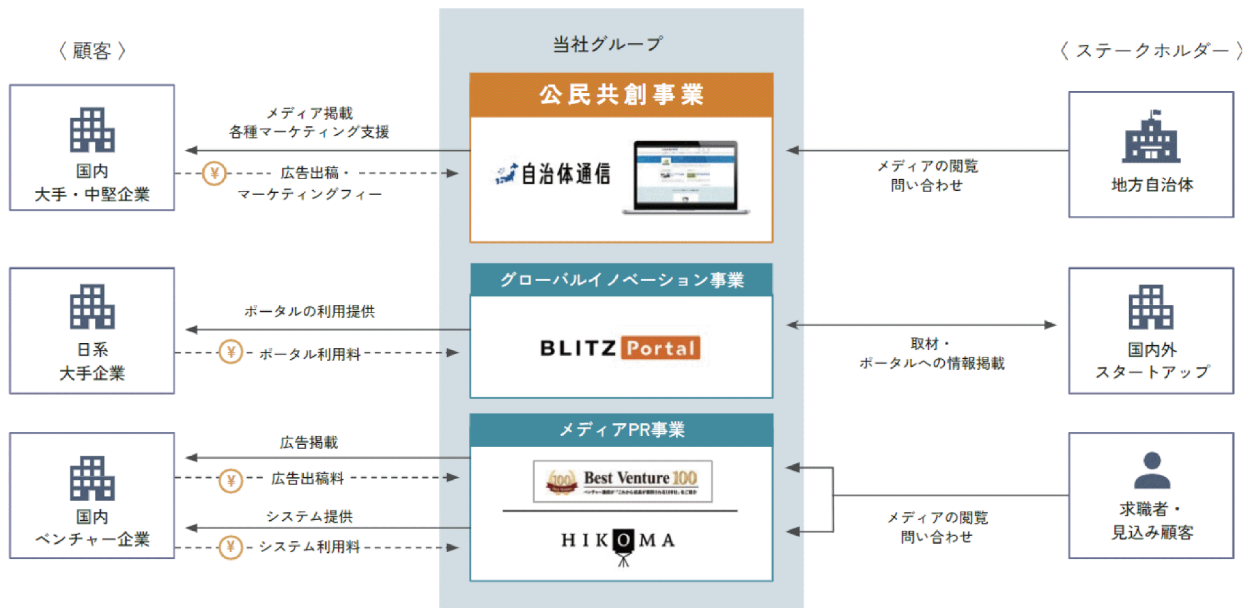 〈 顧客 〉
当社グループ
〈 ステークホルダー 〉
国内
大手・中堅企業
メディア掲載
各種マーケティング支援
¥
広告出稿・
マーケティングフィー
公民共創事業
自治体通信
メディアの閲覧
問い合わせ
地方自治体
日系
大手企業
ポータルの利用提供
¥
ポータル利用料
グローバルイノベーション事業
BLITZ Portal
取材・
ポータルへの情報掲載
国内外
スタートアップ
国内
ベンチャー企業
広告掲載
¥
広告出稿料
システム提供
¥
システム利用料
メディアPR事業
100
Best Venture 100
HIKOMA
メディアの閲覧
問い合わせ
求職者・
見込み顧客